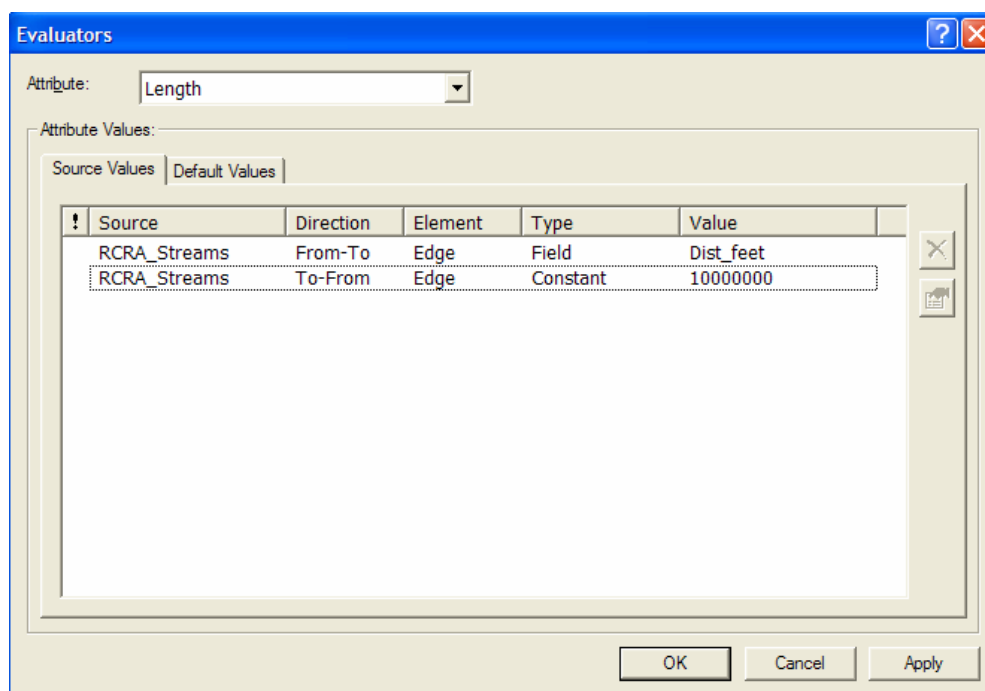 Evaluators
Attribute: Length
Attribute Values:
Source Values Default Values
! Source Direction Element Type Value
RCRA_Streams From-To Edge Field Dist_feet
RCRA_Streams To-From Edge Constant 10000000
OK Cancel Apply